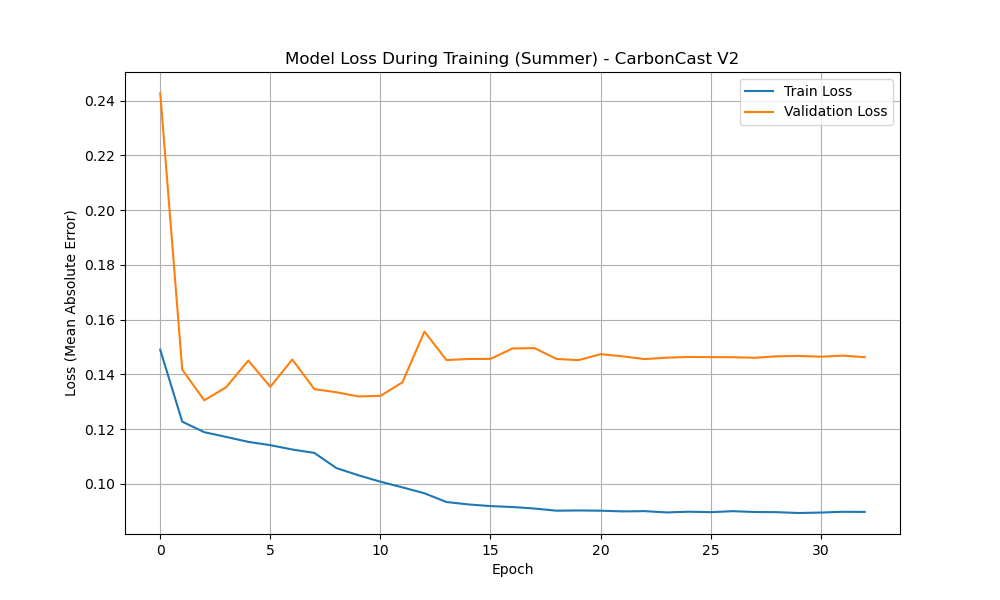 Model Loss During Training (Summer) - CarbonCast V2
Train Loss
Validation Loss
Loss (Mean Absolute Error)
0.24
0.22
0.20
0.18
0.16
0.14
0.12
0.10
0 5 10 15 20 25 30
Epoch